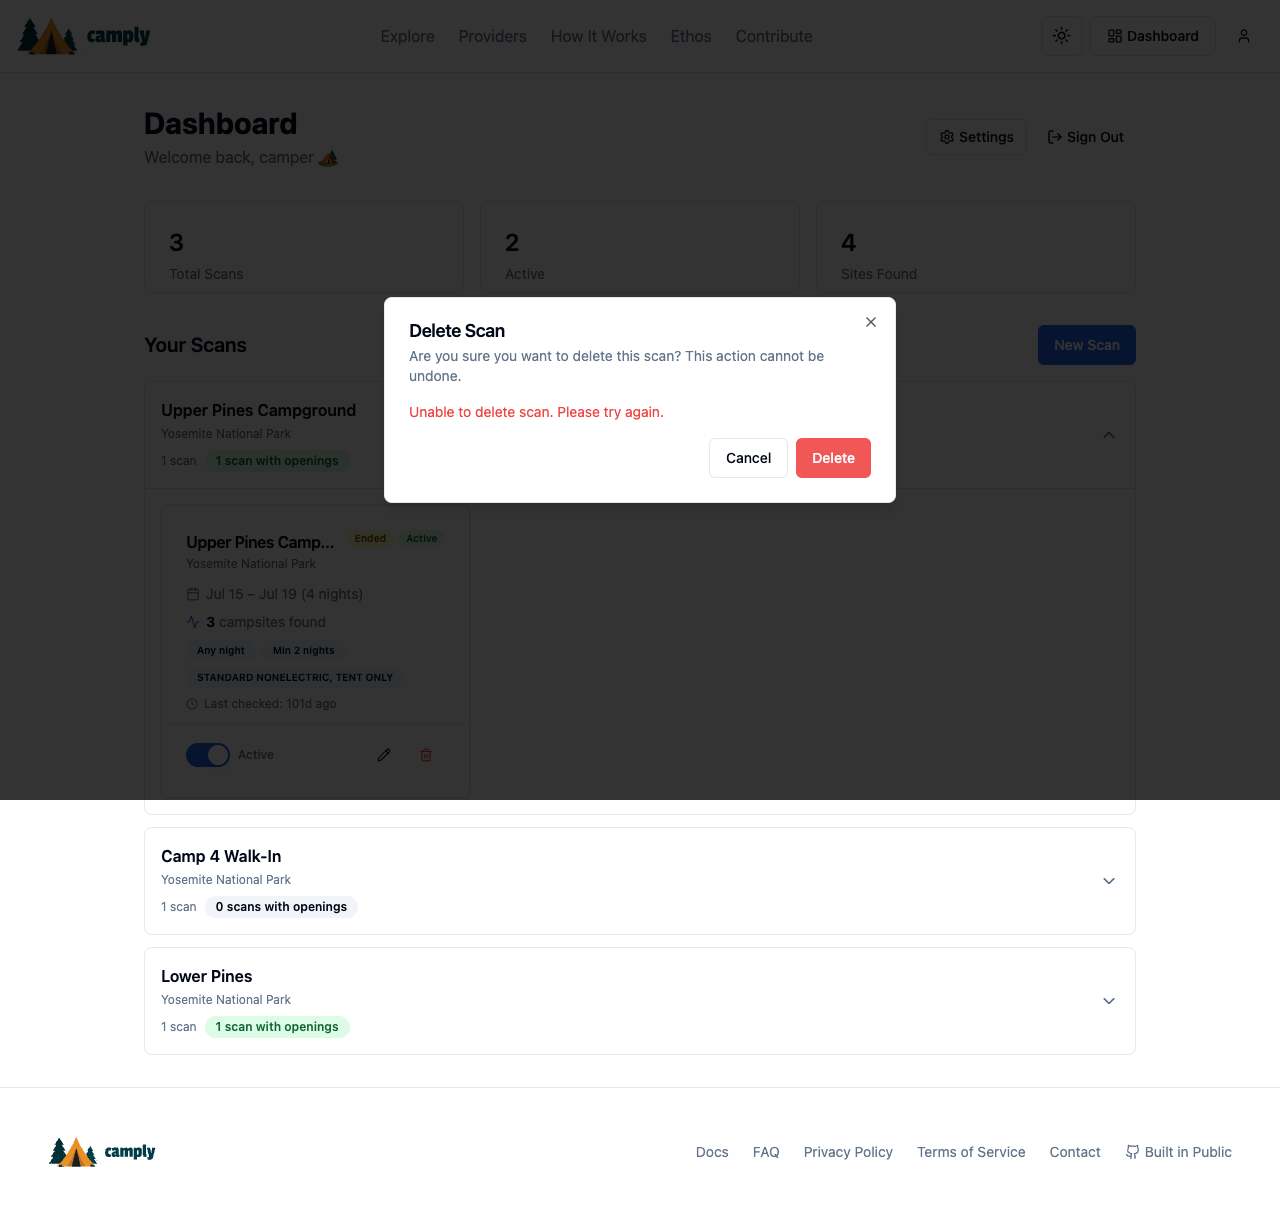 camply
Explore
Providers
How It Works
Ethos
Contribute
Dashboard
Dashboard
Welcome back, camper
Settings
Sign Out
3
Total Scans
2
Active
4
Sites Found
Your Scans
New Scan
Delete Scan
Are you sure you want to delete this scan? This action cannot be
undone.
Unable to delete scan. Please try again.
Cancel
Delete
Upper Pines Campground
Yosemite National Park
1 scan
1 scan with openings
Upper Pines Camp...
Ended
Active
Yosemite National Park
Jul 15 – Jul 19 (4 nights)
3 campsites found
Any night
Min 2 nights
STANDARD NONELECTRIC, TENT ONLY
Last checked: 101d ago
Active
Camp 4 Walk-In
Yosemite National Park
1 scan
0 scans with openings
Lower Pines
Yosemite National Park
1 scan
1 scan with openings
camply
Docs
FAQ
Privacy Policy
Terms of Service
Contact
Built in Public